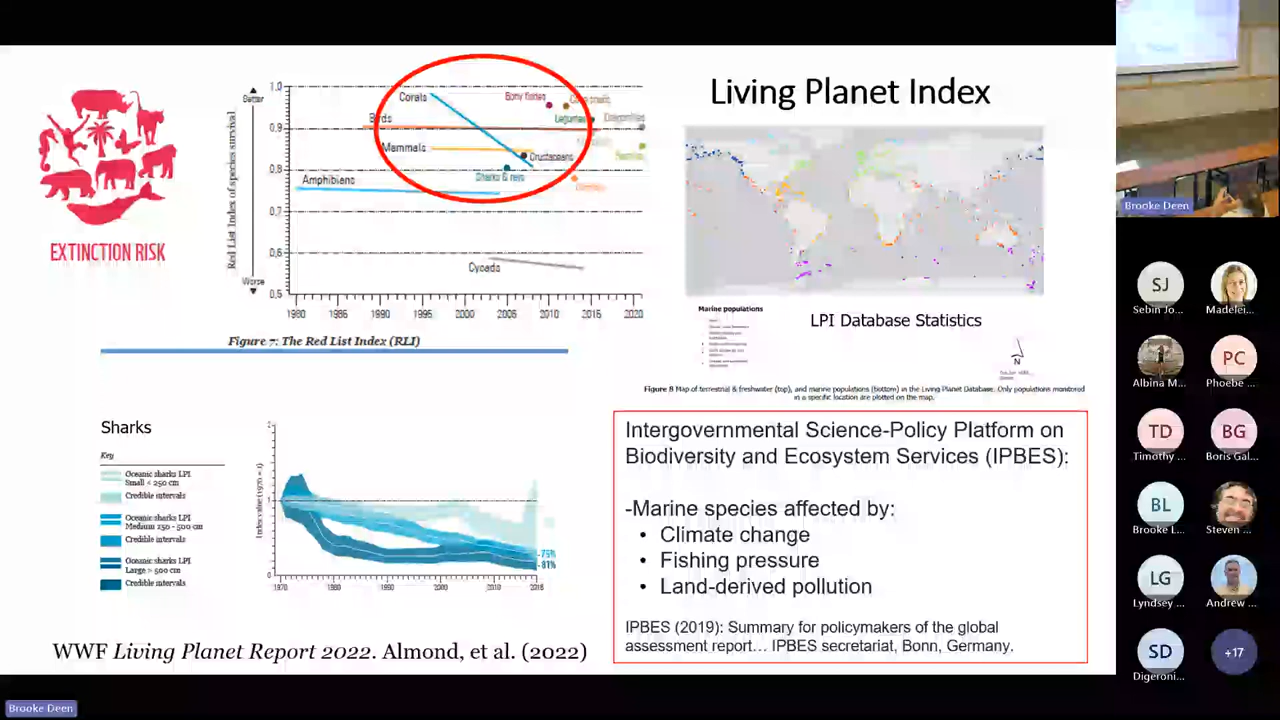 Living Planet Index
EXTINCTION RISK
Better
Red List Index of species survival
Worse
1,0
0,9
0,8
0,7
0,6
0,5
Corals
Bony fishes
Birds
Legumes
Dragonflies
Mammals
Crustaceans
Sharks & rays
Amphibians
Cycads
1980
1985
1990
1995
2000
2005
2010
2015
2020
Figure 7: The Red List Index (RLI)
Marine populations
LPI Database Statistics
N
Figure 8 Map of terrestrial & freshwater (top), and marine populations (bottom) in the Living Planet Database. Only populations monitored
in a specific location are plotted on the map.
Sharks
Key
Oceanic sharks LPI
Small < 250 cm
Credible intervals
Oceanic sharks LPI
Medium 250 - 500 cm
Credible intervals
Oceanic sharks LPI
Large > 500 cm
Credible intervals
Index value (1970 = 1)
2
1
0
-75%
-81%
1970
1980
1990
2000
2010
2018
Intergovernmental Science-Policy Platform on
Biodiversity and Ecosystem Services (IPBES):
-Marine species affected by:
• Climate change
• Fishing pressure
• Land-derived pollution
IPBES (2019): Summary for policymakers of the global
assessment report… IPBES secretariat, Bonn, Germany.
WWF Living Planet Report 2022. Almond, et al. (2022)
Brooke Deen
Brooke Deen
SJ
Sebin Jo...
Madelei...
Albina M...
PC
Phoebe ...
TD
Timothy ...
BG
Boris Gal...
BL
Brooke L...
Steven ...
LG
Lyndsey ...
Andrew ...
SD
Digeroni...
+17